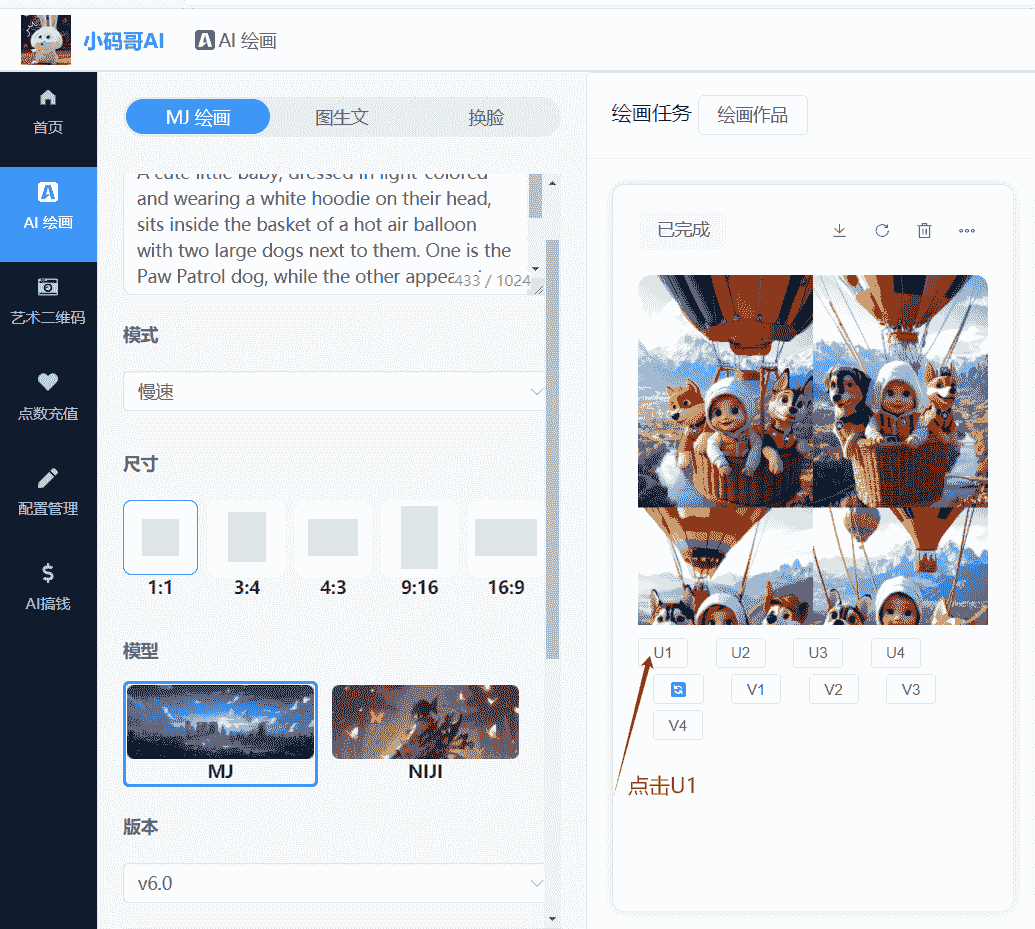 小码哥AI
AI 绘画
首页
AI 绘画
艺术二维码
点数充值
配置管理
AI搞钱
MJ 绘画
图生文
换脸
A cute little baby, dressed in light-colored
and wearing a white hoodie on their head,
sits inside the basket of a hot air balloon
with two large dogs next to them. One is the
Paw Patrol dog, while the other appea
433 / 1024
模式
慢速
尺寸
1:1
3:4
4:3
9:16
16:9
模型
MJ
NIJI
版本
v6.0
绘画任务
绘画作品
已完成
U1
U2
U3
U4
V1
V2
V3
V4
点击U1